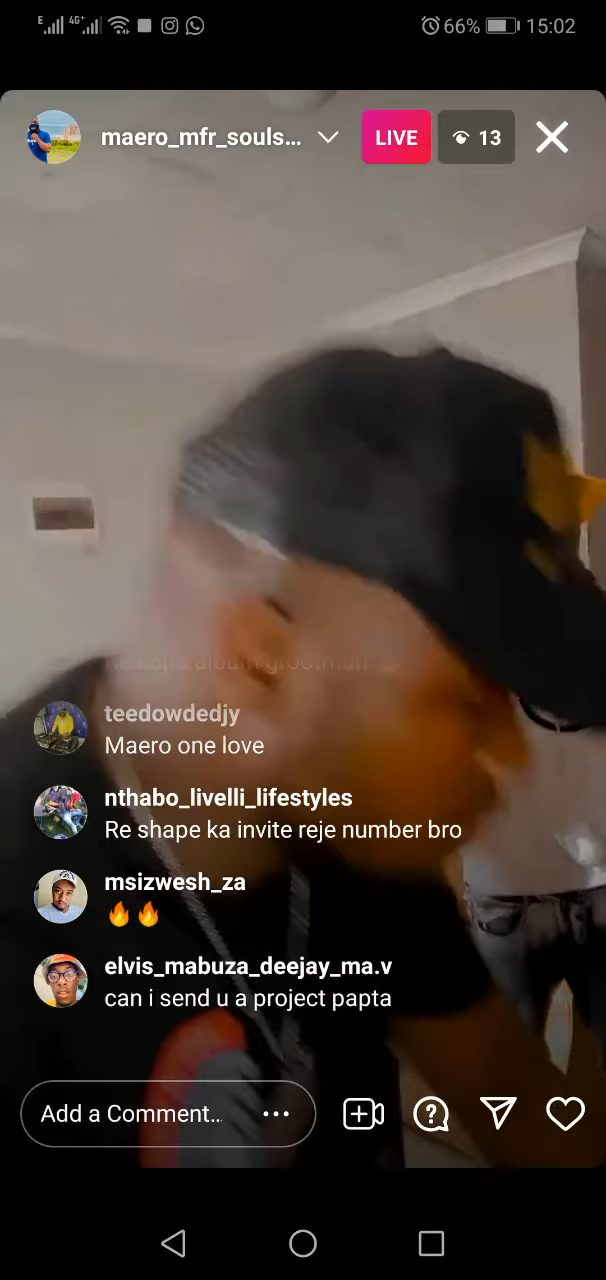 E 4G+ 66% 15:02
maero_mfr_souls... LIVE 13
teedowdedjy
Maero one love
nthabo_livelli_lifestyles
Re shape ka invite reje number bro
msizwesh_za
🔥🔥
elvis_mabuza_deejay_ma.v
can i send u a project papta
Add a Comment...